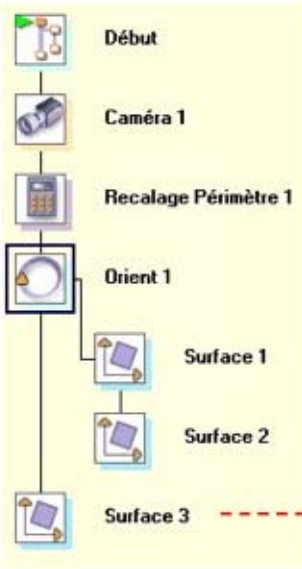 Début
Caméra 1
Recalage Périmètre 1
Orient 1
Surface 1
Surface 2
Surface 3